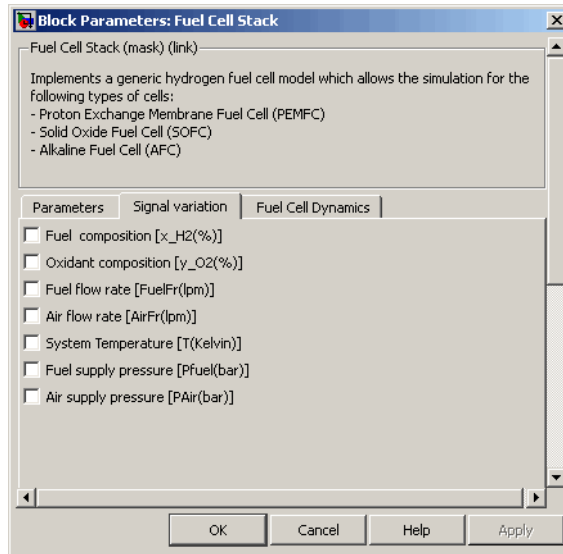 Block Parameters: Fuel Cell Stack
Fuel Cell Stack (mask) (link)
Implements a generic hydrogen fuel cell model which allows the simulation for the
following types of cells:
- Proton Exchange Membrane Fuel Cell (PEMFC)
- Solid Oxide Fuel Cell (SOFC)
- Alkaline Fuel Cell (AFC)
Parameters Signal variation Fuel Cell Dynamics
Fuel composition [x_H2(%)]
Oxidant composition [y_O2(%)]
Fuel flow rate [FuelFr(lpm)]
Air flow rate [AirFr(lpm)]
System Temperature [T(Kelvin)]
Fuel supply pressure [Pfuel(bar)]
Air supply pressure [PAir(bar)]
OK Cancel Help Apply